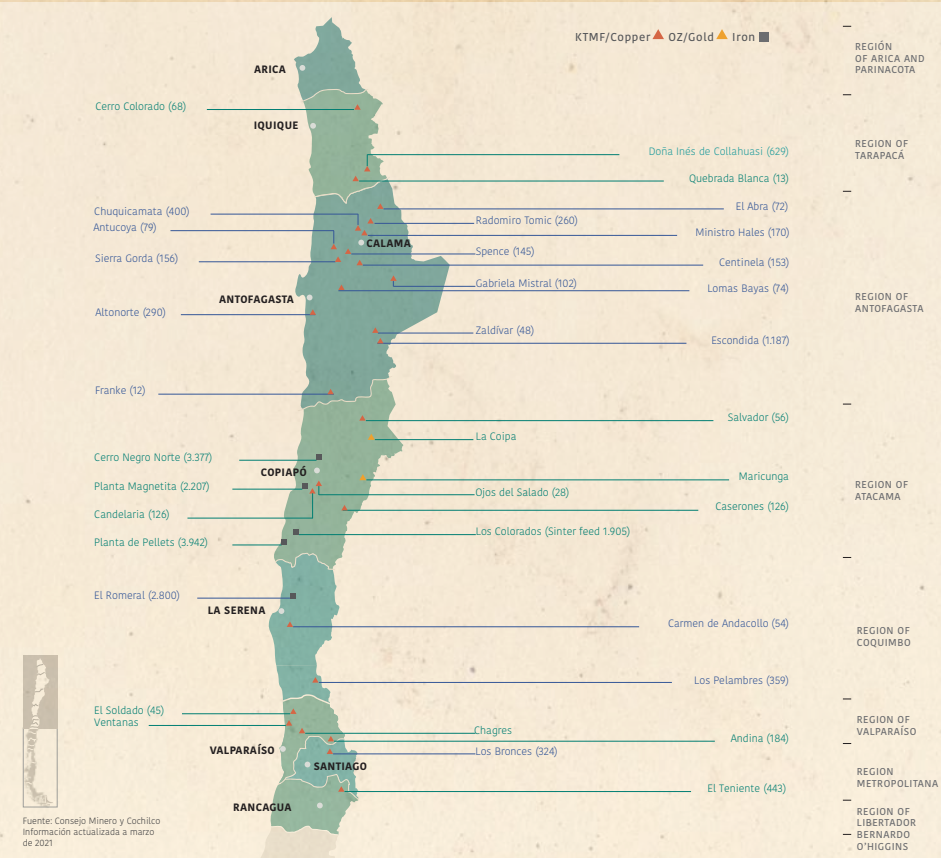 KTMF/Copper OZ/Gold Iron
REGIÓN
OF ARICA AND
PARINACOTA
ARICA
Cerro Colorado (68)
IQUIQUE
REGION OF
TARAPACÁ
Doña Inés de Collahuasi (629)
Quebrada Blanca (13)
Chuquicamata (400)
El Abra (72)
Antucoya (79)
Radomiro Tomic (260)
Ministro Hales (170)
CALAMA
Sierra Gorda (156)
Spence (145)
Centinela (153)
Gabriela Mistral (102)
Lomas Bayas (74)
ANTOFAGASTA
REGION OF
ANTOFAGASTA
Altonorte (290)
Zaldívar (48)
Escondida (1.187)
Franke (12)
Salvador (56)
La Coipa
Cerro Negro Norte (3.377)
COPIAPÓ
Maricunga
Planta Magnetita (2.207)
Ojos del Salado (28)
REGION OF
ATACAMA
Candelaria (126)
Caserones (126)
Los Colorados (Sinter feed 1.905)
Planta de Pellets (3.942)
El Romeral (2.800)
LA SERENA
Carmen de Andacollo (54)
REGION OF
COQUIMBO
Los Pelambres (359)
El Soldado (45)
Ventanas
Chagres
REGION OF
VALPARAÍSO
Andina (184)
VALPARAÍSO
Los Bronces (324)
SANTIAGO
REGION
METROPOLITANA
El Teniente (443)
RANCAGUA
REGION OF
LIBERTADOR
BERNARDO
O'HIGGINS
Fuente: Consejo Minero y Cochilco
Información actualizada a marzo
de 2021